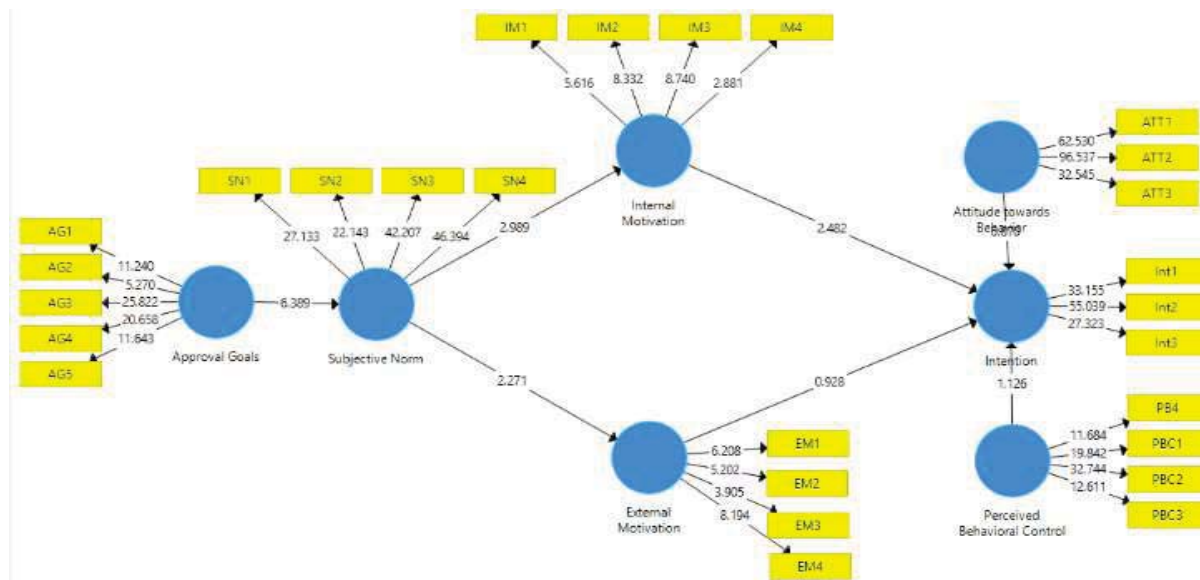 IM1 IM2 IM3 IM4
5.616 8.332 8.740 2.881
Internal
Motivation
SN1 SN2 SN3 SN4
27.133 22.143 42.207 46.394
AG1
AG2
AG3
AG4
AG5
11.240
5.270
25.822
20.658
11.643
Approval Goals
6.389
Subjective Norm
2.989
2.271
2.482
0.928
ATT1
ATT2
ATT3
62.530
96.537
32.545
Attitude towards
Behavior
Int1
Int2
Int3
33.155
55.039
27.323
Intention
1.126
EM1
EM2
EM3
EM4
6.208
5.202
3.905
8.194
External
Motivation
PB4
PBC1
PBC2
PBC3
11.684
19.842
32.744
12.611
Perceived
Behavioral Control